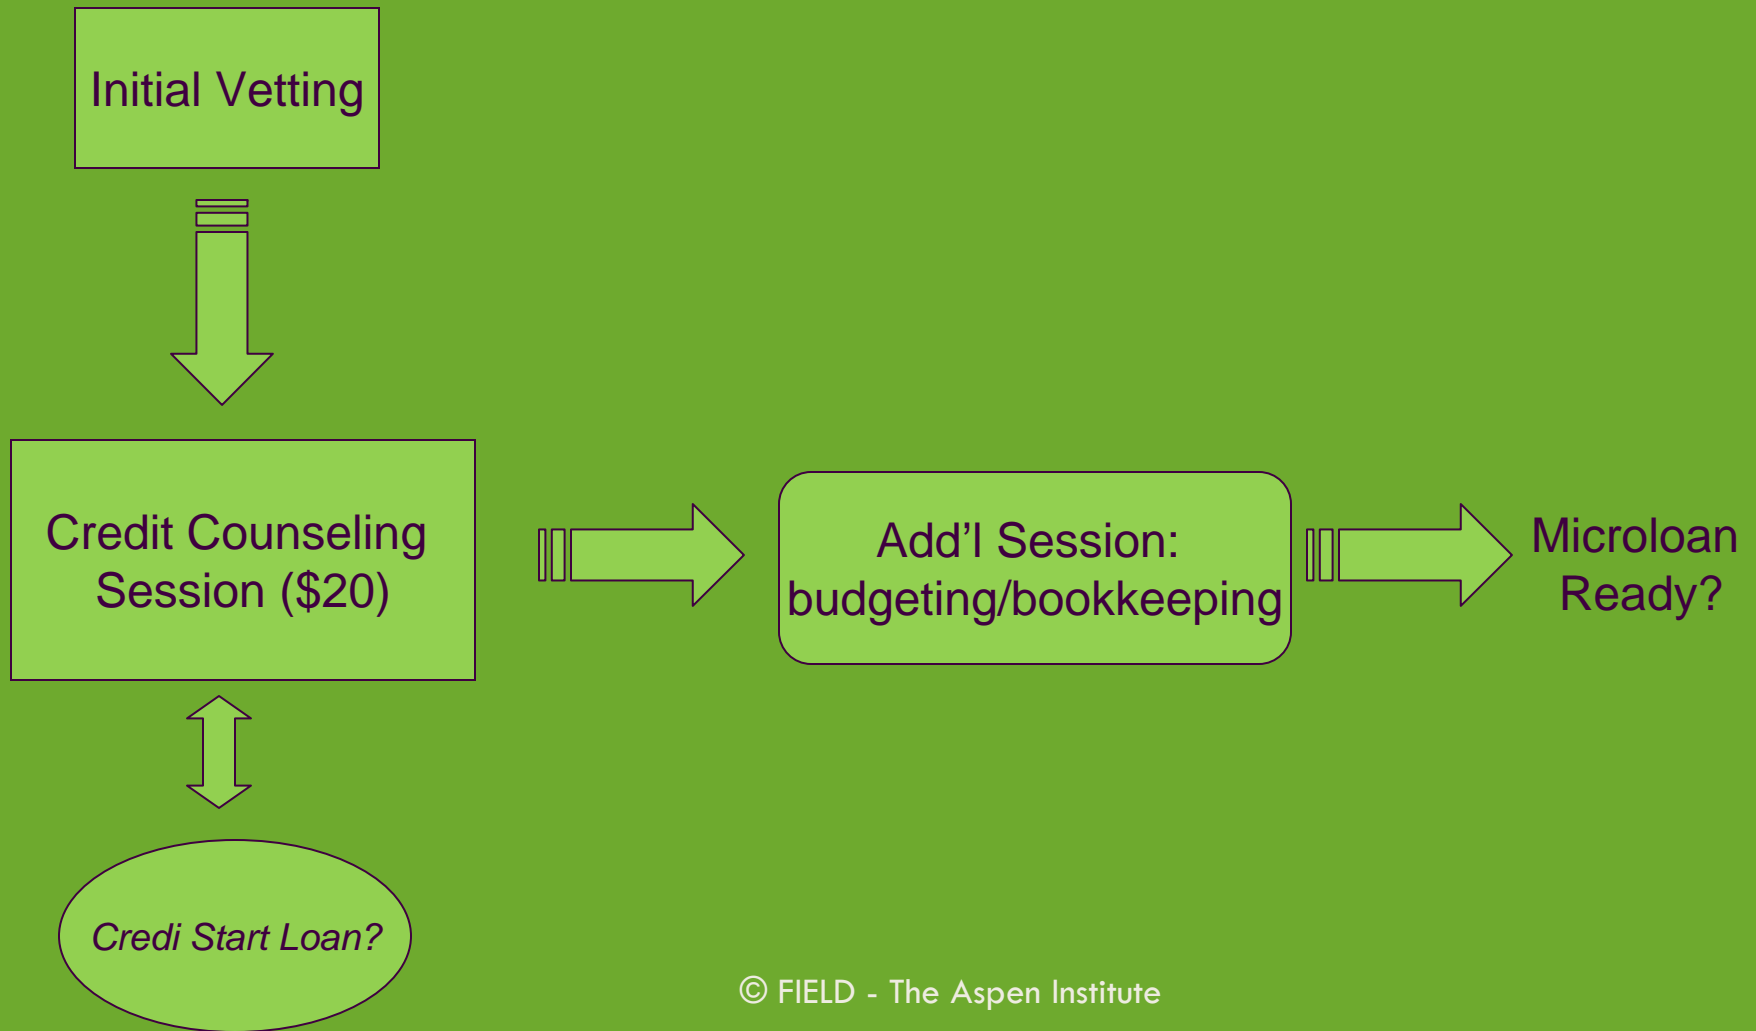 Initial Vetting
Credit Counseling
Session ($20)
Add’l Session:
budgeting/bookkeeping
Microloan
Ready?
Credi Start Loan?
© FIELD - The Aspen Institute